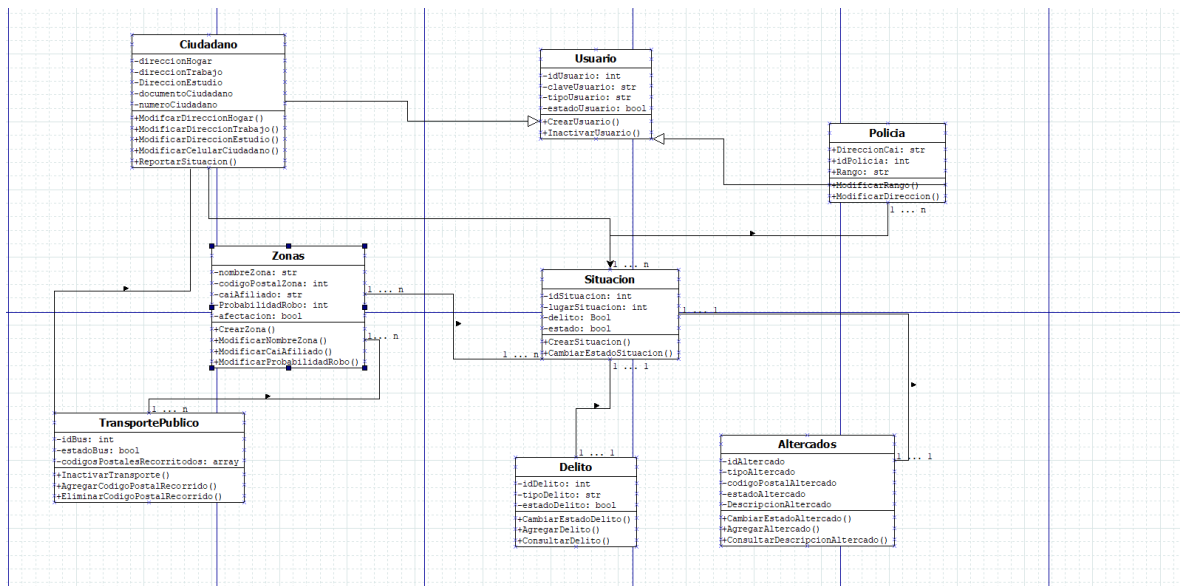 Ciudadano
-direccionHogar
-direccionTrabajo
-DireccionEstudio
-documentoCiudadano
-numeroCiudadano
+ModifcarDireccionHogar()
+ModificarDireccionTrabajo()
+ModificarDireccionEstudio()
+ModificarCelularCiudadano()
+ReportarSituacion()
Usuario
-idUsuario: int
-claveUsuario: str
-tipoUsuario: str
-estadoUsuario: bool
+CrearUsuario()
+InactivarUsuario()
Policia
+DireccionCai: str
+idPolicia: int
+Rango: str
+ModificarRango()
+ModificarDireccion()
1 ... n
Zonas
-nombreZona: str
-codigoPostalZona: int
-caiAfiliado: str
-ProbabilidadRobo: int
-afectacion: bool
+CrearZona()
+ModificarNombreZona()
+ModificarCaiAfiliado()
+ModificarProbabilidadRobo()
1 ... n
1... n
1 ... n
1 ... n
Situacion
-idSituacion: int
-lugarSituacion: int
-delito: Bool
-estado: bool
+CrearSituacion()
+CambiarEstadoSituacion()
1 ... 1
1 ... 1
1 ... n
TransportePublico
-idBus: int
-estadoBus: bool
-codigosPostalesRecorritodos: array
+InactivarTransporte()
+AgregarCodigoPostalRecorrido()
+EliminarCodigoPostalRecorrido()
1 ... 1
Delito
-idDelito: int
-tipoDelito: str
-estadoDelito: bool
+CambiarEstadoDelito()
+AgregarDelito()
+ConsultarDelito()
Altercados
-idAltercado
-tipoAltercado
-codigoPostalAltercado
-estadoAltercado
-DescripcionAltercado
+CambiarEstadoAltercado()
+AgregarAltercado()
+ConsultarDescripcionAltercado()
1 ... 1